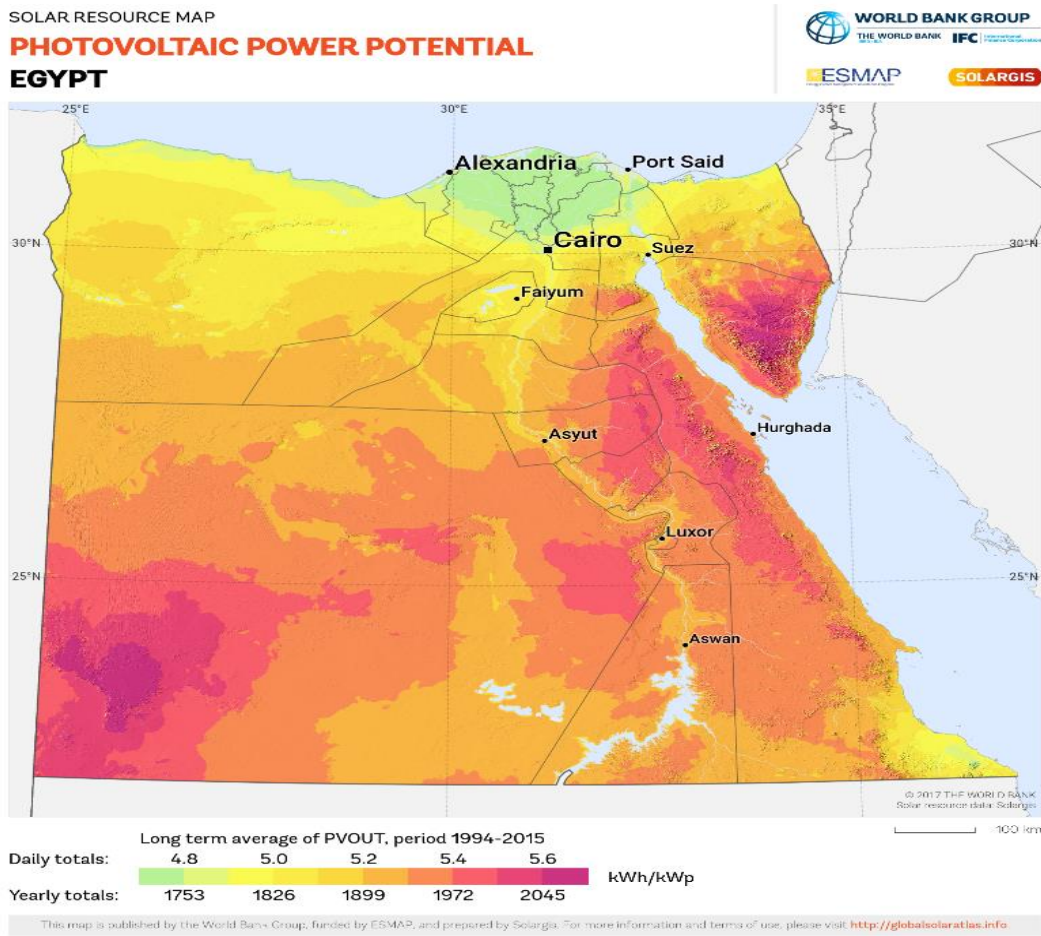 SOLAR RESOURCE MAP
PHOTOVOLTAIC POWER POTENTIAL
EGYPT
WORLD BANK GROUP
THE WORLD BANK IFC International Finance Corporation
ESMAP SOLARGIS
25°E 30°E 35°E
Alexandria Port Said
30°N Cairo Suez 30°N
Faiyum
Asyut Hurghada
Luxor
25°N 25°N
Aswan
© 2017 THE WORLD BANK
Solar resource data: Solargis
100 km
Long term average of PVOUT, period 1994-2015
Daily totals: 4.8 5.0 5.2 5.4 5.6
kWh/kWp
Yearly totals: 1753 1826 1899 1972 2045
This map is published by the World Bank Group, funded by ESMAP, and prepared by Solargis. For more information and terms of use, please visit http://globalsolaratlas.info.